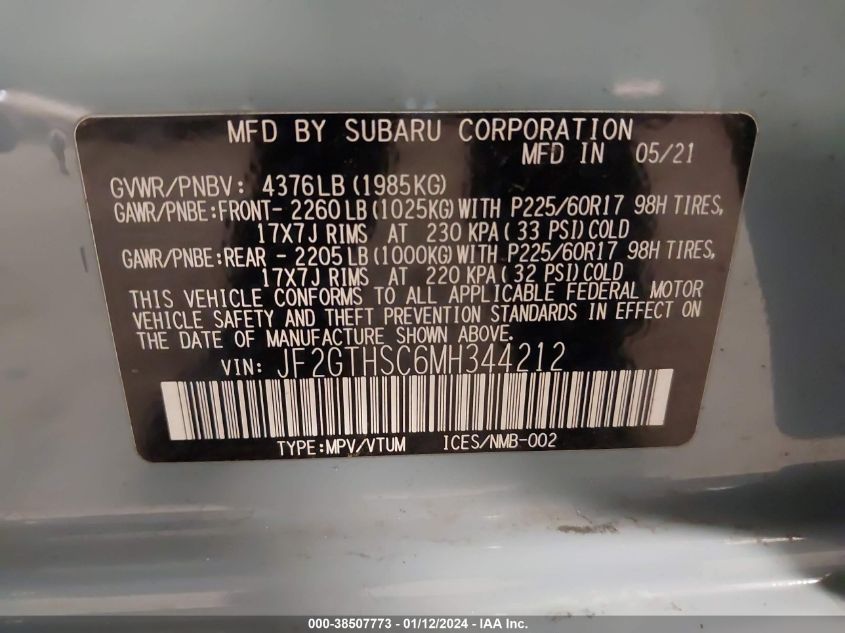 MFD BY SUBARU CORPORATION
MFD IN 05/21
GVWR/PNBV: 4376LB (1985KG)
GAWR/PNBE:FRONT- 2260 LB (1025KG) WITH P225/60R17 98H TIRES,
17X7J RIMS AT 230 KPA ( 33 PSI) COLD
GAWR/PNBE:REAR - 2205 LB (1000KG) WITH P225/60R17 98H TIRES,
17X7J RIMS AT 220 KPA ( 32 PSI) COLD
THIS VEHICLE CONFORMS TO ALL APPLICABLE FEDERAL MOTOR
VEHICLE SAFETY AND THEFT PREVENTION STANDARDS IN EFFECT ON
THE DATE OF MANUFACTURE SHOWN ABOVE.
VIN: JF2GTHSC6MH344212
TYPE:MPV/VTUM ICES/NMB-002
000-38507773 - 01/12/2024 - IAA Inc.